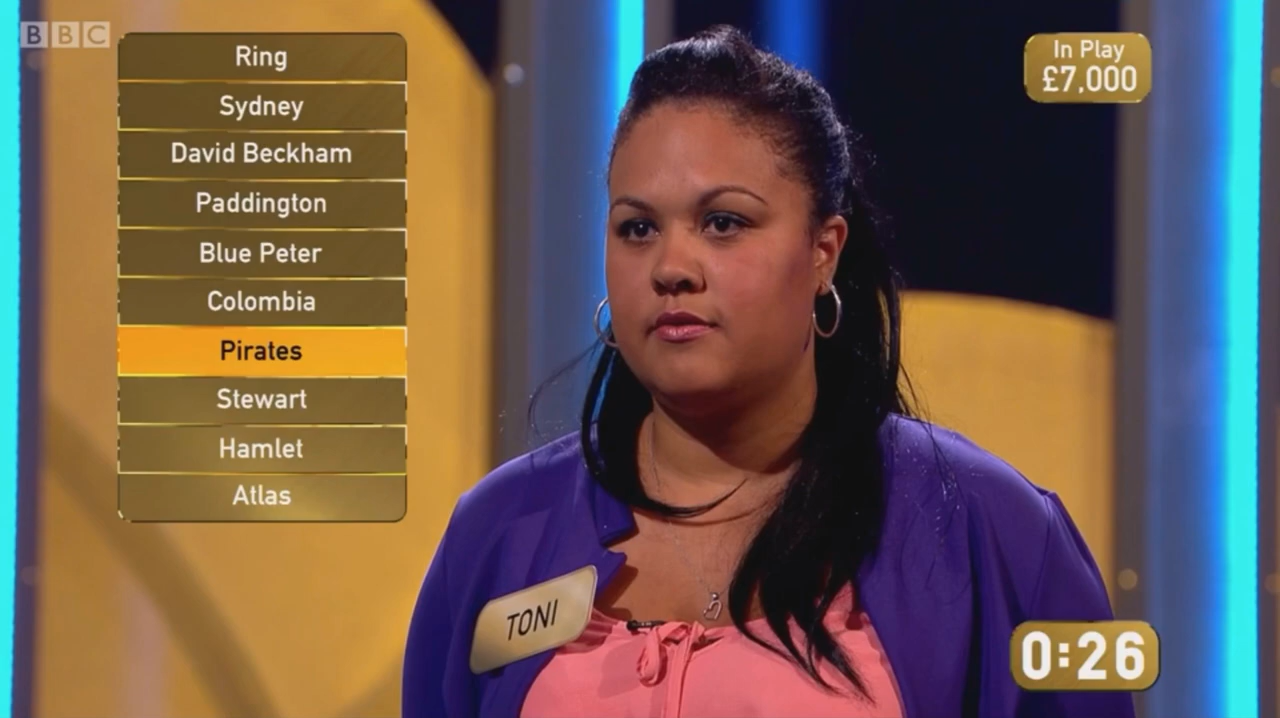 BBC
Ring
Sydney
David Beckham
Paddington
Blue Peter
Colombia
Pirates
Stewart
Hamlet
Atlas
In Play
£7,000
TONI
0:26